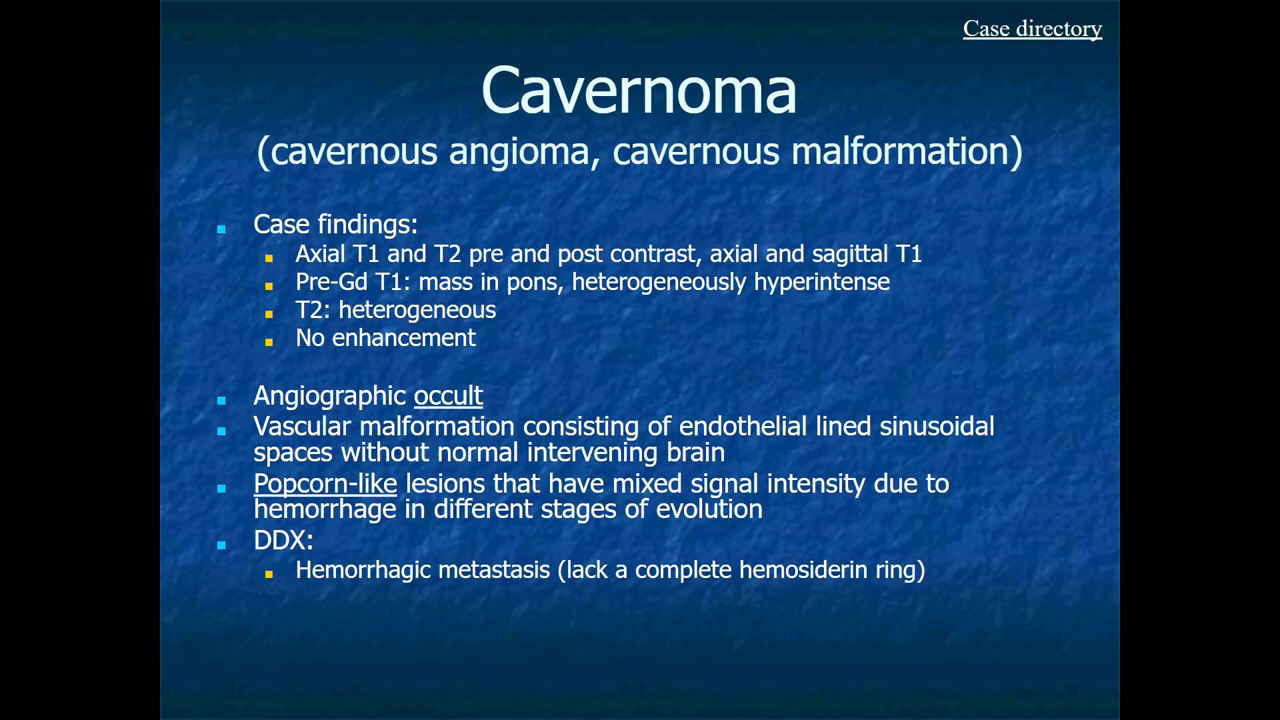 Case directory
Cavernoma
(cavernous angioma, cavernous malformation)
Case findings:
Axial T1 and T2 pre and post contrast, axial and sagittal T1
Pre-Gd T1: mass in pons, heterogeneously hyperintense
T2: heterogeneous
No enhancement
Angiographic occult
Vascular malformation consisting of endothelial lined sinusoidal
spaces without normal intervening brain
Popcorn-like lesions that have mixed signal intensity due to
hemorrhage in different stages of evolution
DDX:
Hemorrhagic metastasis (lack a complete hemosiderin ring)